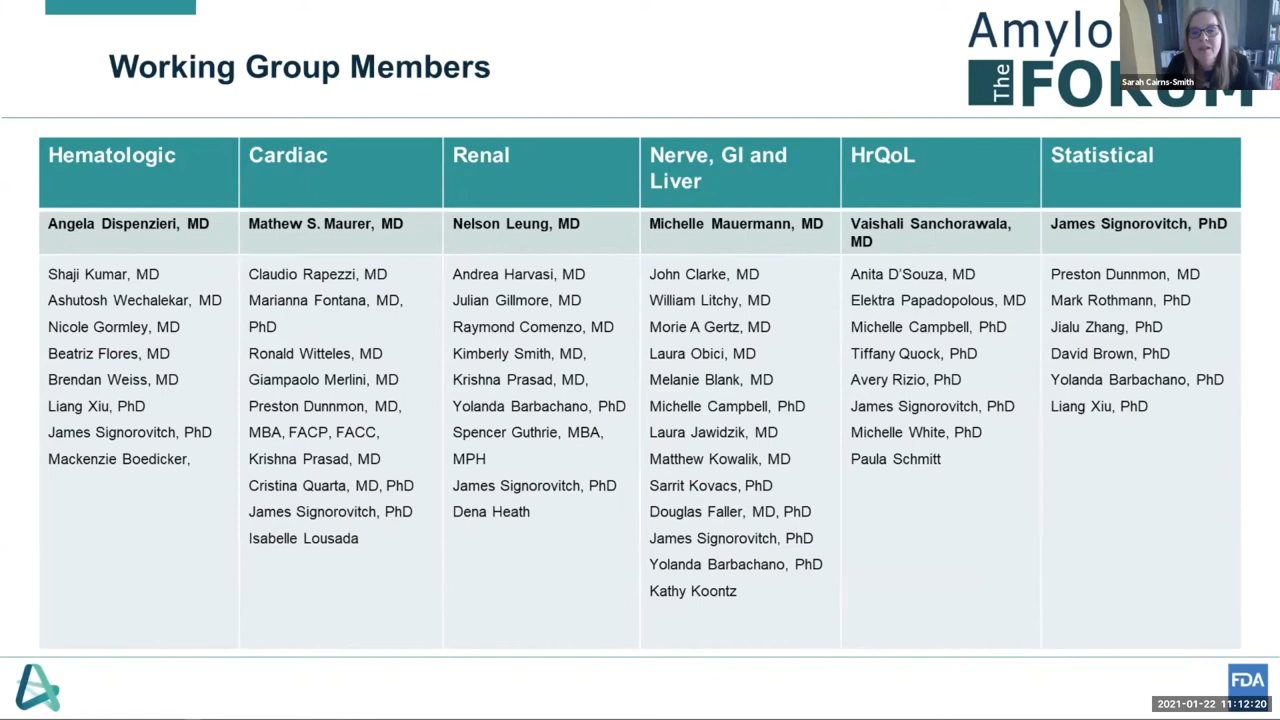 Working Group Members
Amylo
The FORUM
Sarah Cairns-Smith
Hematologic
Angela Dispenzieri, MD
Shaji Kumar, MD
Ashutosh Wechalekar, MD
Nicole Gormley, MD
Beatriz Flores, MD
Brendan Weiss, MD
Liang Xiu, PhD
James Signorovitch, PhD
Mackenzie Boedicker,
Cardiac
Mathew S. Maurer, MD
Claudio Rapezzi, MD
Marianna Fontana, MD,
PhD
Ronald Witteles, MD
Giampaolo Merlini, MD
Preston Dunnmon, MD,
MBA, FACP, FACC,
Krishna Prasad, MD
Cristina Quarta, MD, PhD
James Signorovitch, PhD
Isabelle Lousada
Renal
Nelson Leung, MD
Andrea Harvasi, MD
Julian Gillmore, MD
Raymond Comenzo, MD
Kimberly Smith, MD,
Krishna Prasad, MD,
Yolanda Barbachano, PhD
Spencer Guthrie, MBA,
MPH
James Signorovitch, PhD
Dena Heath
Nerve, GI and
Liver
Michelle Mauermann, MD
John Clarke, MD
William Litchy, MD
Morie A Gertz, MD
Laura Obici, MD
Melanie Blank, MD
Michelle Campbell, PhD
Laura Jawidzik, MD
Matthew Kowalik, MD
Sarrit Kovacs, PhD
Douglas Faller, MD, PhD
James Signorovitch, PhD
Yolanda Barbachano, PhD
Kathy Koontz
HrQoL
Vaishali Sanchorawala,
MD
Anita D'Souza, MD
Elektra Papadopolous, MD
Michelle Campbell, PhD
Tiffany Quock, PhD
Avery Rizio, PhD
James Signorovitch, PhD
Michelle White, PhD
Paula Schmitt
Statistical
James Signorovitch, PhD
Preston Dunnmon, MD
Mark Rothmann, PhD
Jialu Zhang, PhD
David Brown, PhD
Yolanda Barbachano, PhD
Liang Xiu, PhD
FDA
2021-01-22 11:12:20